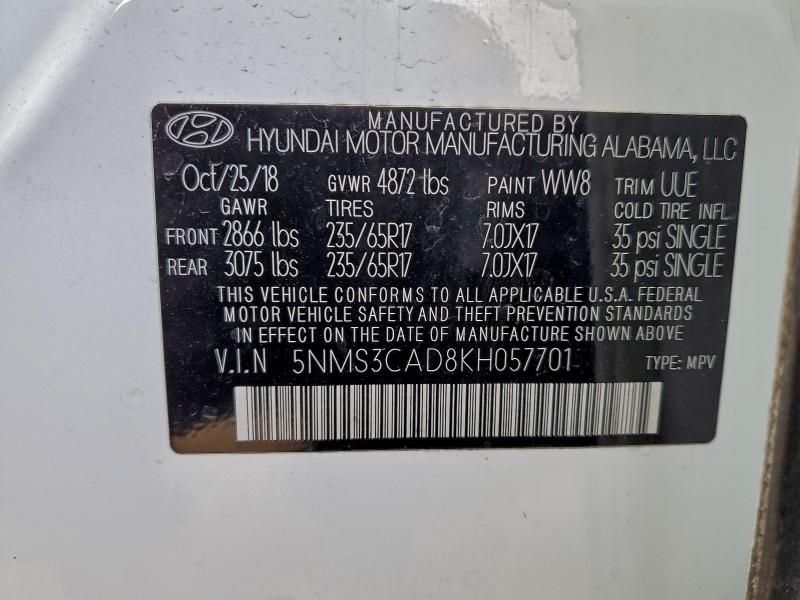 MANUFACTURED BY
HYUNDAI MOTOR MANUFACTURING ALABAMA, LLC
Oct/25/18 GVWR 4872 lbs PAINT WW8 TRIM UUE
GAWR TIRES RIMS COLD TIRE INFL
FRONT 2866 lbs 235/65R17 7.0JX17 35 psi SINGLE
REAR 3075 lbs 235/65R17 7.0JX17 35 psi SINGLE
THIS VEHICLE CONFORMS TO ALL APPLICABLE U.S.A. FEDERAL
MOTOR VEHICLE SAFETY AND THEFT PREVENTION STANDARDS
IN EFFECT ON THE DATE OF MANUFACTURE SHOWN ABOVE.
V.I.N 5NMS3CAD8KH057701 TYPE: MPV